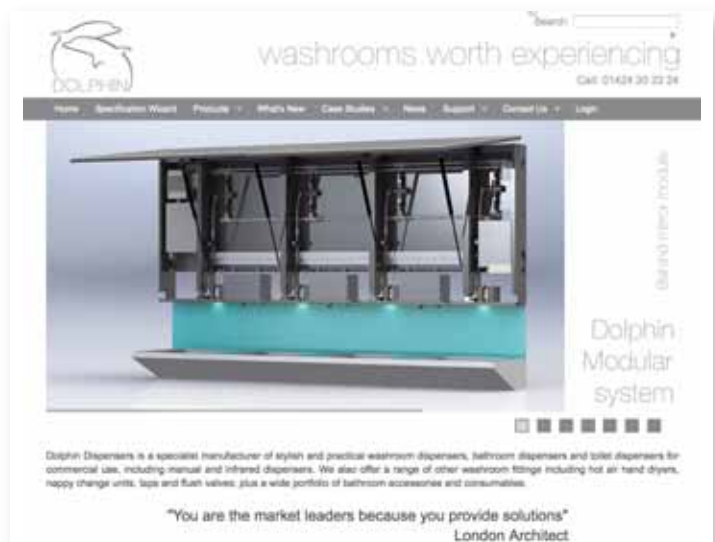 Search
DOLPHIN
washrooms worth experiencing
Call: 01424 20 22 24
Home Specification Wizard Products What's New Case Studies News Support Contact Us Login
Behind mirror module
Dolphin
Modular
system
Dolphin Dispensers is a specialist manufacturer of stylish and practical washroom dispensers, bathroom dispensers and toilet dispensers for
commercial use, including manual and infrared dispensers. We also offer a range of other washroom fittings including hot air hand dryers,
nappy change units, taps and flush valves; plus a wide portfolio of bathroom accessories and consumables.
"You are the market leaders because you provide solutions"
London Architect